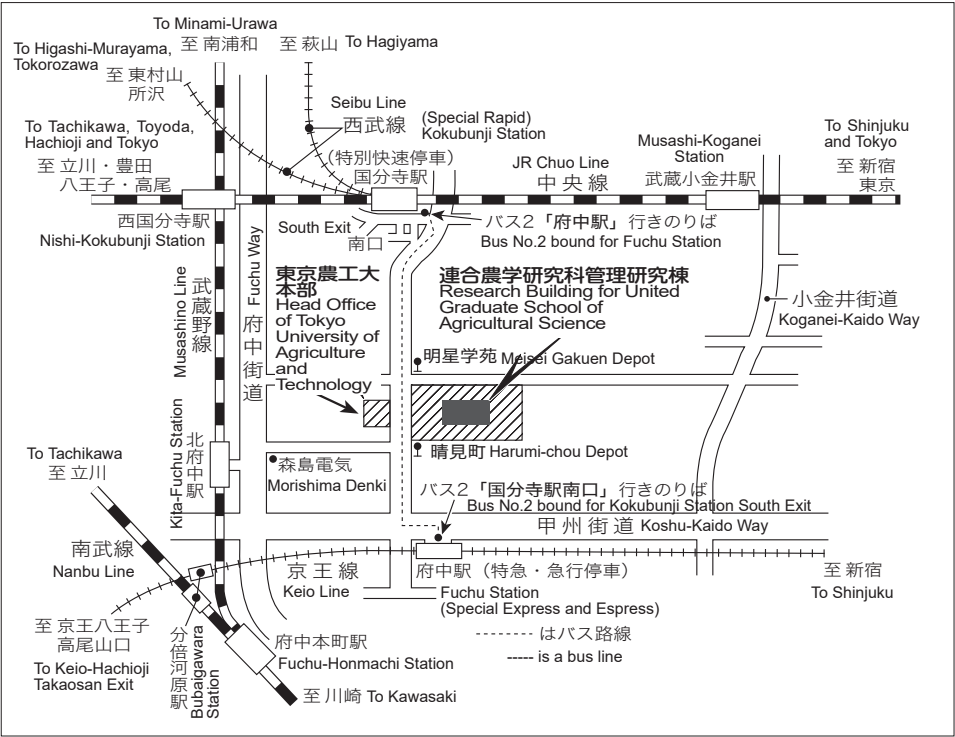 To Minami-Urawa
至 南浦和
至 萩山 To Hagiyama
To Higashi-Murayama,
Tokorozawa
至 東村山
所沢
Seibu Line
西武線
(Special Rapid)
Kokubunji Station
(特別快速停車)
国分寺駅
To Tachikawa, Toyoda,
Hachioji and Tokyo
至 立川・豊田
八王子・高尾
JR Chuo Line
中央線
Musashi-Koganei
Station
武蔵小金井駅
To Shinjuku
and Tokyo
至 新宿
東京
西国分寺駅
Nishi-Kokubunji Station
South Exit
南口
バス2「府中駅」行きのりば
Bus No.2 bound for Fuchu Station
Musashino Line
武蔵野線
Fuchu Way
府中街道
東京農工大
本部
Head Office
of Tokyo
University of
Agriculture
and
Technology
連合農学研究科管理研究棟
Research Building for United
Graduate School of
Agricultural Science
小金井街道
Koganei-Kaido Way
明星学苑 Meisei Gakuen Depot
晴見町 Harumi-chou Depot
Kita-Fuchu Station
北府中駅
森島電気
Morishima Denki
バス2「国分寺駅南口」行きのりば
Bus No.2 bound for Kokubunji Station South Exit
甲州街道 Koshu-Kaido Way
To Tachikawa
至 立川
南武線
Nanbu Line
京王線
Keio Line
府中駅（特急・急行停車）
Fuchu Station
(Special Express and Espress)
至 新宿
To Shinjuku
至 京王八王子
高尾山口
To Keio-Hachioji
Takaosan Exit
分倍河原駅
Bubaigawara
Station
府中本町駅
Fuchu-Honmachi Station
至 川崎 To Kawasaki
------- はバス路線
----- is a bus line